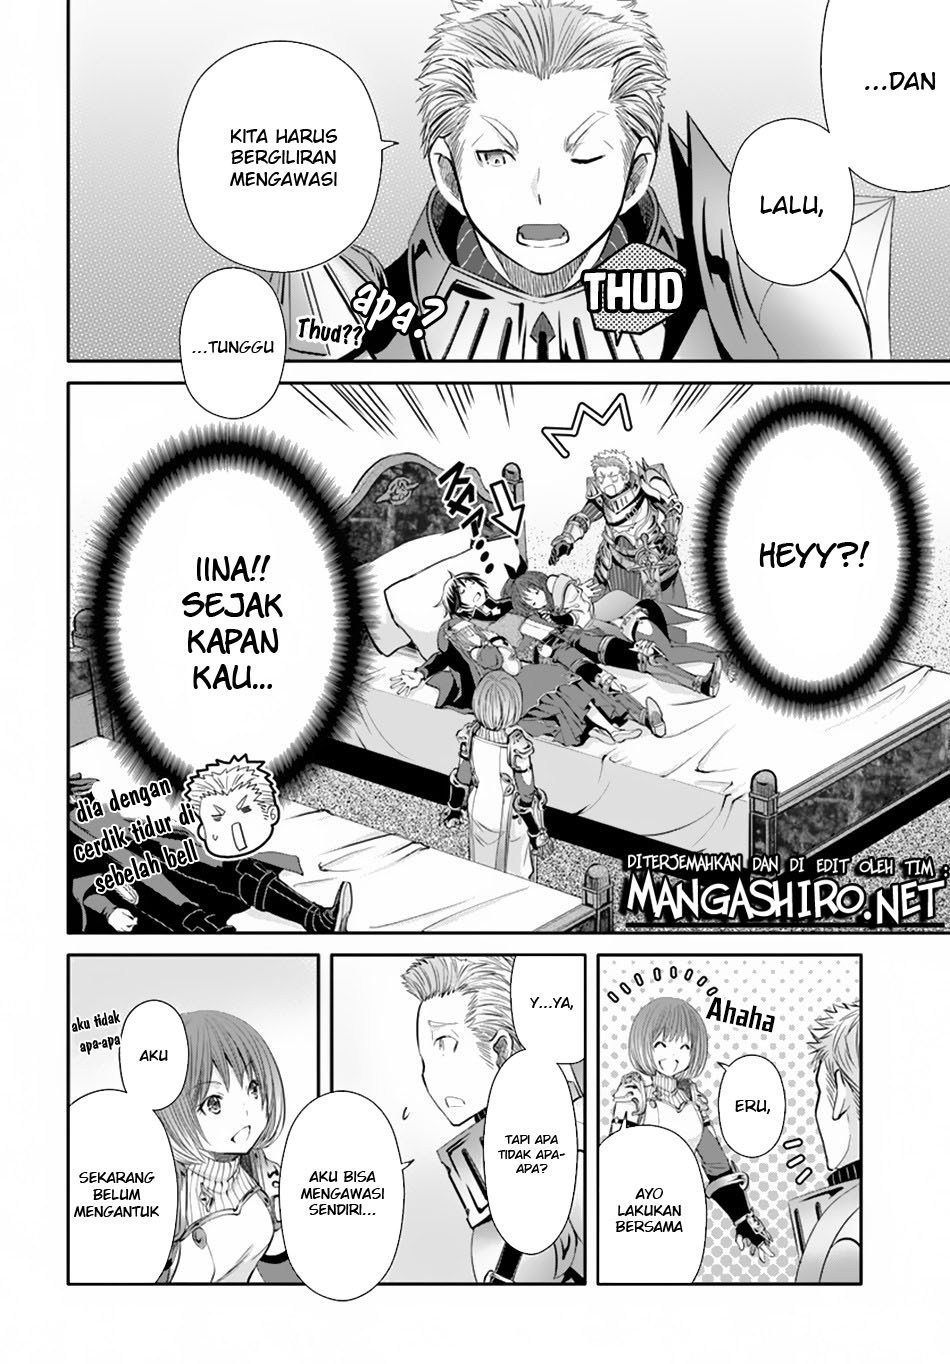 ...DAN
LALU,
KITA HARUS
BERGILIRAN
MENGAWASI
THUD
apa?
Thud??
...TUNGGU
HEYY?!
IINA!!
SEJAK
KAPAN
KAU...
dia dengan
cerdik tidur di
sebelah bell
DITERJEMAHKAN DAN DI EDIT OLEH TIM
MANGASHIRO.NET
OOOOOOOO
Ahaha
ERU,
AYO
LAKUKAN
BERSAMA
Y...YA,
TAPI APA
TIDAK APA-
APA?
AKU BISA
MENGAWASI
SENDIRI...
AKU
aku tidak
apa-apa
SEKARANG
BELUM
MENGANTUK